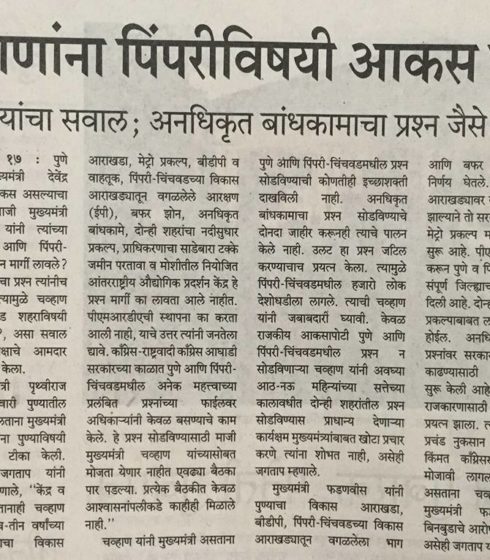 णांना पिंपरीविषयी आकस
यांचा सवाल; अनधिकृत बांधकामाचा प्रश्न जैसे
१७ : पुणे
देवेंद्र
कस असल्याचा
माजी मुख्यमंत्री
यांनी त्यांच्या
आणि पिंपरी-
न मार्गी लावले?
चा प्रश्न त्यांनीच
त्यामुळे चव्हाण
ड शहराविषयी
असा सवाल
क्षाचे आमदार
केला.
त्री पृथ्वीराज
वारी पुण्यातील
लताना मुख्यमंत्री
ना पुण्याविषयी
टीका केली.
जगताप यांनी
णाले, “केंद्र व
तानाही चव्हाण
न-तीन वर्षांच्या
चा विकास
आराखडा, मेट्रो प्रकल्प, बीडीपी व
वाहतूक, पिंपरी-चिंचवडच्या विकास
आराखड्यातून वगळलेले आरक्षण
(ईपी), बफर झोन, अनधिकृत
बांधकामे, दोन्ही शहरांचा नदीसुधार
प्रकल्प, प्राधिकरणाचा साडेबारा टक्के
जमीन परतावा व मोशीतील नियोजित
आंतरराष्ट्रीय औद्योगिक प्रदर्शन केंद्र हे
प्रश्न मार्गी का लावता आले नाहीत.
पीएमआरडीएची स्थापना का करता
आली नाही, याचे उत्तर त्यांनी जनतेला
द्यावे. काँग्रेस-राष्ट्रवादी काँग्रेस आघाडी
सरकारच्या काळात पुणे आणि पिंपरी-
चिंचवडमधील अनेक महत्त्वाच्या
प्रलंबित प्रश्नांच्या फाईलवर
अधिकाऱ्यांनी केवळ बसण्याचे काम
केले. हे प्रश्न सोडविण्यासाठी माजी
मुख्यमंत्री चव्हाण यांच्यासोबत
मोजता येणार नाहीत एवढ्या बैठका
पार पडल्या. प्रत्येक बैठकीत केवळ
आश्वासनांपलीकडे काहीही मिळाले
नाही.”
चव्हाण यांनी मुख्यमंत्री असताना
पुणे आणि पिंपरी-चिंचवडमधील प्रश्न
सोडविण्याची कोणतीही इच्छाशक्ती
दाखविली नाही. अनधिकृत
बांधकामाचा प्रश्न सोडविण्याचे
दोनदा जाहीर करूनही त्याचे पालन
केले नाही. उलट हा प्रश्न जटिल
करण्याचाच प्रयत्न केला. त्यामुळे
पिंपरी-चिंचवडमधील हजारो लोक
देशोधडीला लागले. त्याची चव्हाण
यांनी जबाबदारी घ्यावी. केवळ
राजकीय आकसापोटी पुणे आणि
पिंपरी-चिंचवडमधील प्रश्न न
सोडविणाऱ्या चव्हाण यांनी अवघ्या
आठ-नऊ महिन्यांच्या सत्तेच्या
कालावधीत दोन्ही शहरांतील प्रश्न
सोडविण्यास प्राधान्य देणाऱ्या
कार्यक्षम मुख्यमंत्र्यांबाबत खोटा प्रचार
करणे त्यांना शोभत नाही, असेही
जगताप म्हणाले.
मुख्यमंत्री फडणवीस यांनी
पुण्याचा विकास आराखडा,
बीडीपी, पिंपरी-चिंचवडच्या विकास
आराखड्यातून वगळलेला भाग
आणि बफर
निर्णय घेतले.
आराखड्यावर
झाल्याने तो सर
मेट्रो प्रकल्प म
सुरू आहे. पीए
करून पुणे व पि
संपूर्ण जिल्ह्याच
दिली आहे. दोन
प्रकल्पाबाबत ल
होईल. अनधि
प्रश्नांवर सरका
काढण्यासाठी
सुरू केली आहे
राजकारणासाठी
प्रयत्न झाला. त
प्रचंड नुकसान
किंमत काँग्रेस
मोजावी लागल
असताना चव्ह
मुख्यमंत्र्यांबाब
बिनबुडाचे आरोप
असेही जगताप